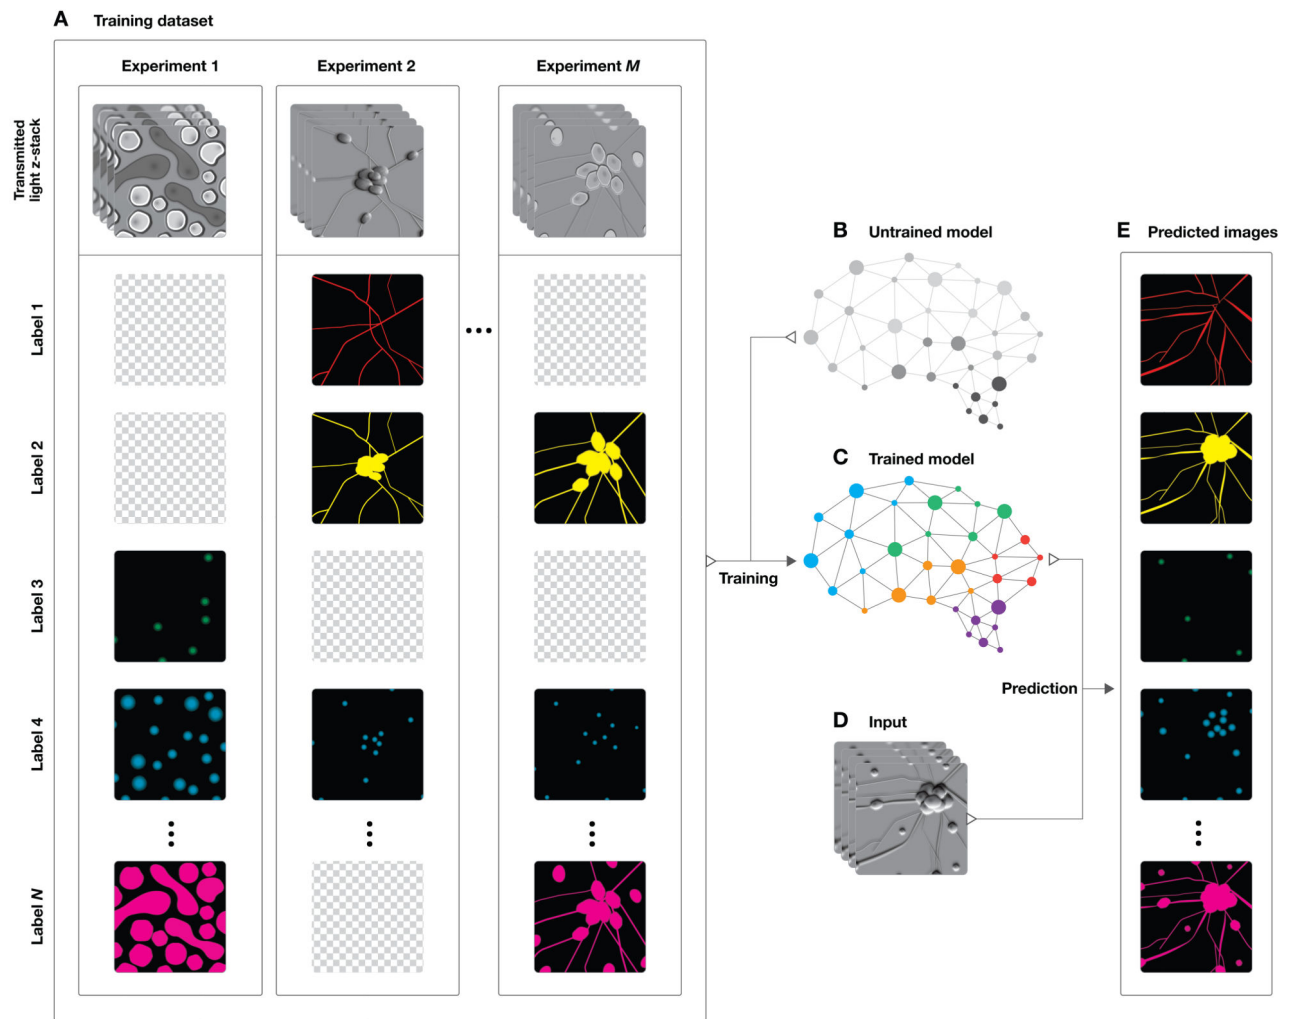 A Training dataset
Experiment 1
Experiment 2
Experiment M
Transmitted
light z-stack
Label 1
Label 2
Label 3
Label 4
Label N
Training
B Untrained model
C Trained model
D Input
Prediction
E Predicted images